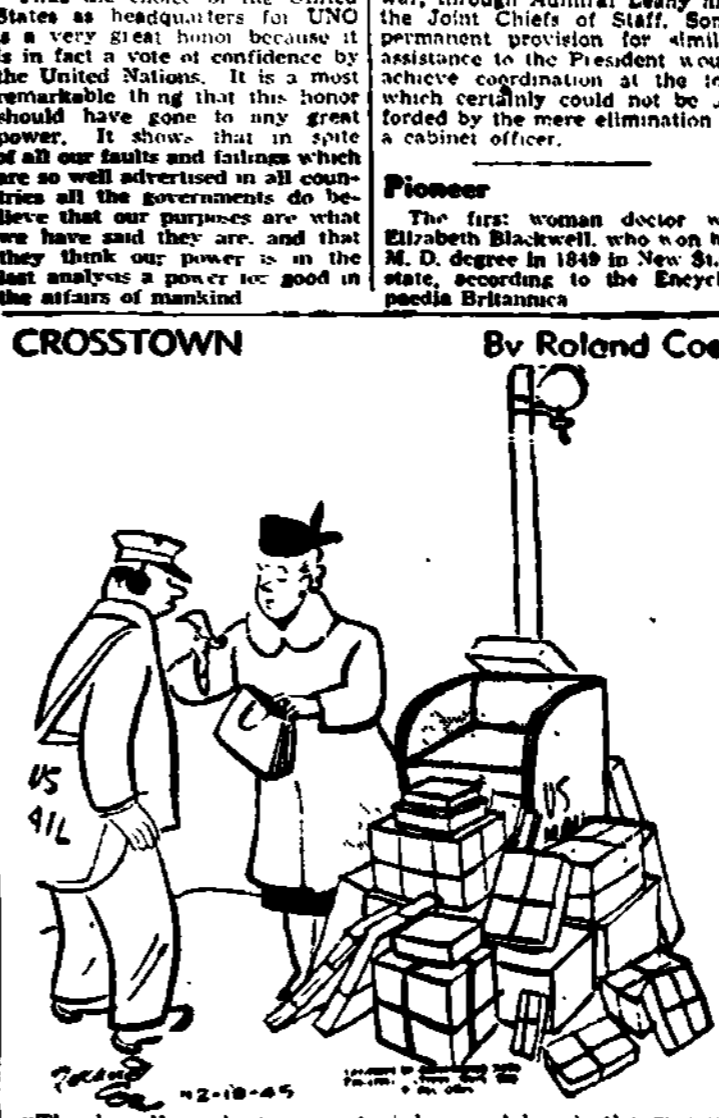 States as headquarters for UNO
is a very great honor because it
is in fact a vote of confidence by
the United Nations. It is a most
remarkable thing that this honor
should have gone to any great
power. It shows that in spite
of all our faults and failings which
are so well advertised in all coun-
tries all the governments do be-
lieve that our purposes are what
we have said they are, and that
they think our power is in the
last analysis a power for good in
the affairs of mankind
the Joint Chiefs of Staff. Som
permanent provision for simil
assistance to the President wou
achieve coordination at the to
which certainly could not be
forded by the mere elimination
a cabinet officer.
Pioneer
The first woman doctor w
Elizabeth Blackwell, who won h
M. D. degree in 1849 in New
state, according to the Encycl
paedia Britannica
CROSSTOWN By Roland Coe
US
AIL
US
Roland
Coe
12-18-45